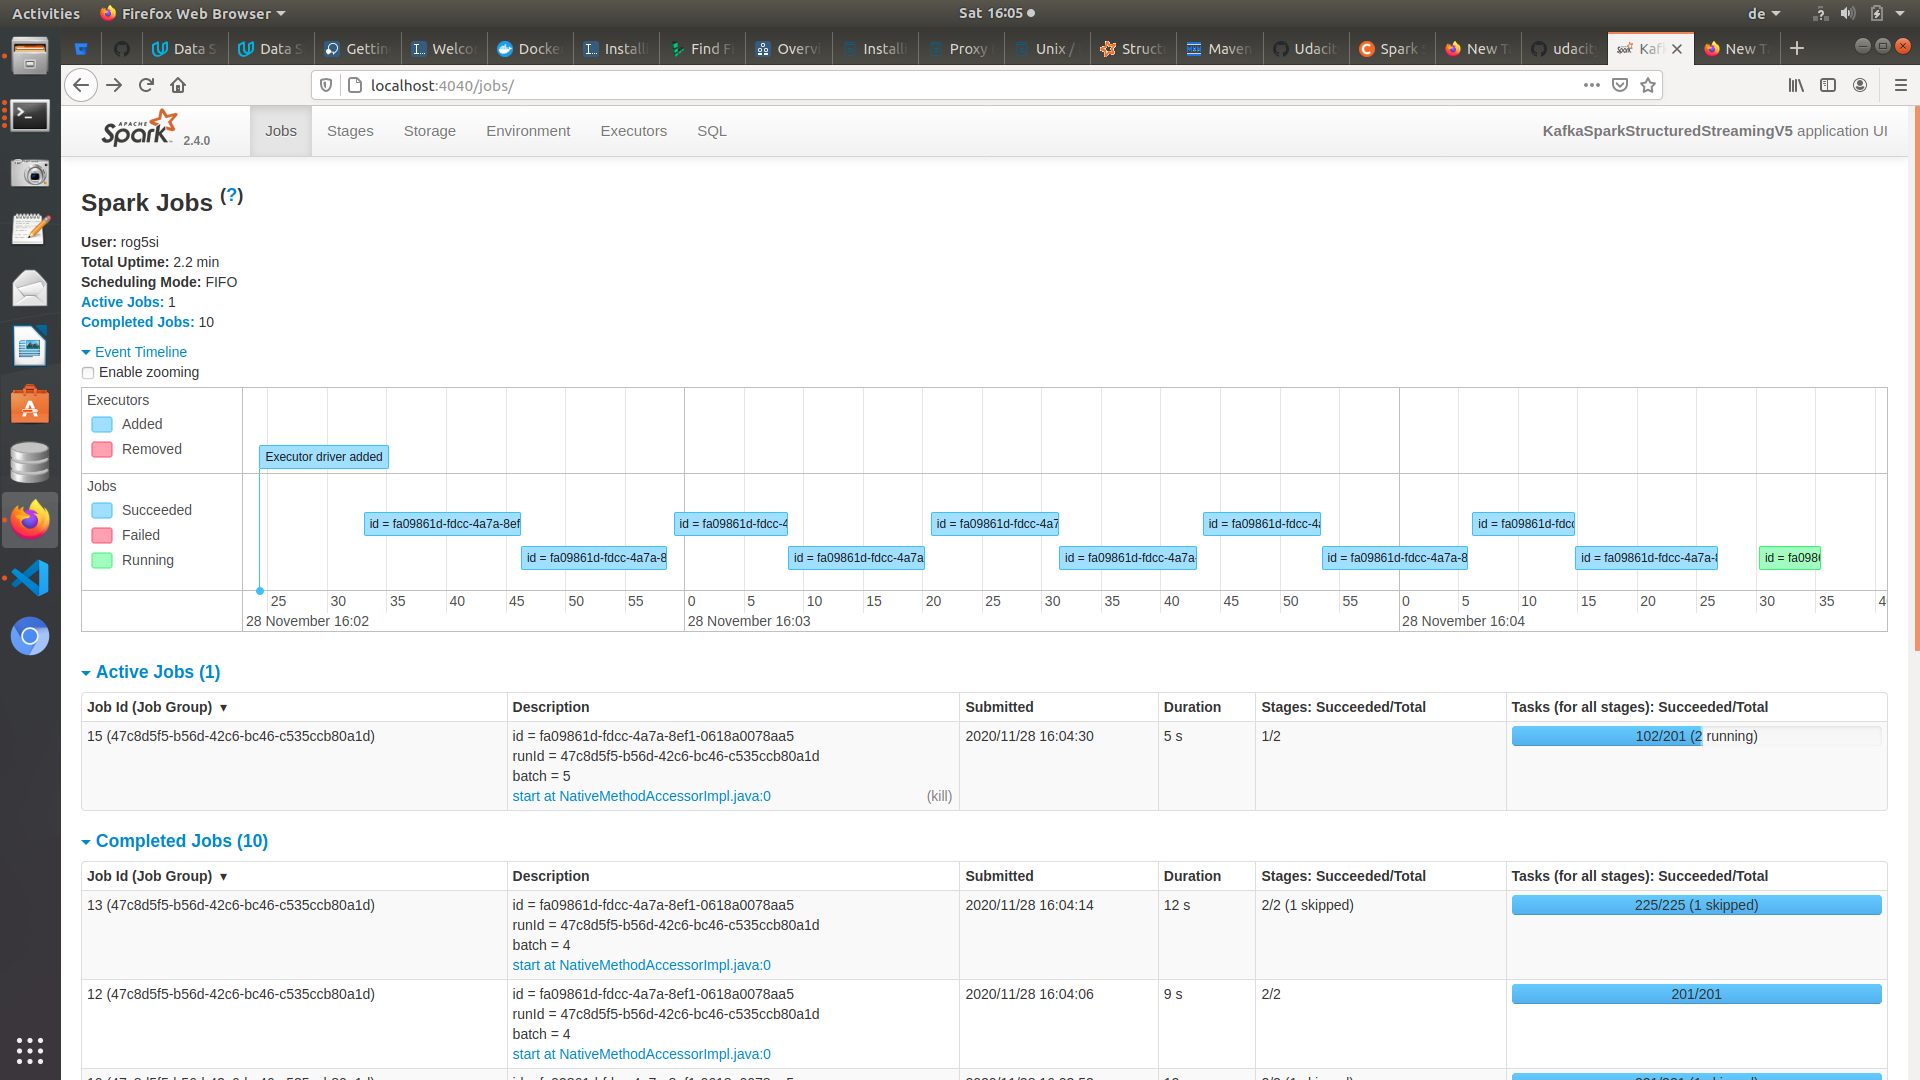 Activities Firefox Web Browser Sat 16:05 de
Data S Data S Gettin Welco Docke Install Find Fi Overvi Install Proxy Unix / Struct Maven Udacit Spark New T udacit Kaf New T
localhost:4040/jobs/
APACHE Spark 2.4.0 Jobs Stages Storage Environment Executors SQL KafkaSparkStructuredStreamingV5 application UI
Spark Jobs (?)
User: rog5si
Total Uptime: 2.2 min
Scheduling Mode: FIFO
Active Jobs: 1
Completed Jobs: 10
Event Timeline
Enable zooming
Executors
Added
Removed
Executor driver added
Jobs
Succeeded
Failed
Running
id = fa09861d-fdcc-4a7a-8ef id = fa09861d-fdcc-4 id = fa09861d-fdcc-4a7 id = fa09861d-fdcc-4a id = fa09861d-fdcc
id = fa09861d-fdcc-4a7a-8 id = fa09861d-fdcc-4a7a id = fa09861d-fdcc-4a7a- id = fa09861d-fdcc-4a7a-8 id = fa09861d-fdcc-4a7a-8 id = fa0986
25 30 35 40 45 50 55 0 5 10 15 20 25 30 35 40 45 50 55 0 5 10 15 20 25 30 35 4
28 November 16:02 28 November 16:03 28 November 16:04
Active Jobs (1)
Job Id (Job Group) ▾ Description Submitted Duration Stages: Succeeded/Total Tasks (for all stages): Succeeded/Total
15 (47c8d5f5-b56d-42c6-bc46-c535ccb80a1d) id = fa09861d-fdcc-4a7a-8ef1-0618a0078aa5 2020/11/28 16:04:30 5 s 1/2 102/201 (2 running)
runId = 47c8d5f5-b56d-42c6-bc46-c535ccb80a1d
batch = 5
start at NativeMethodAccessorImpl.java:0 (kill)
Completed Jobs (10)
Job Id (Job Group) ▾ Description Submitted Duration Stages: Succeeded/Total Tasks (for all stages): Succeeded/Total
13 (47c8d5f5-b56d-42c6-bc46-c535ccb80a1d) id = fa09861d-fdcc-4a7a-8ef1-0618a0078aa5 2020/11/28 16:04:14 12 s 2/2 (1 skipped) 225/225 (1 skipped)
runId = 47c8d5f5-b56d-42c6-bc46-c535ccb80a1d
batch = 4
start at NativeMethodAccessorImpl.java:0
12 (47c8d5f5-b56d-42c6-bc46-c535ccb80a1d) id = fa09861d-fdcc-4a7a-8ef1-0618a0078aa5 2020/11/28 16:04:06 9 s 2/2 201/201
runId = 47c8d5f5-b56d-42c6-bc46-c535ccb80a1d
batch = 4
start at NativeMethodAccessorImpl.java:0